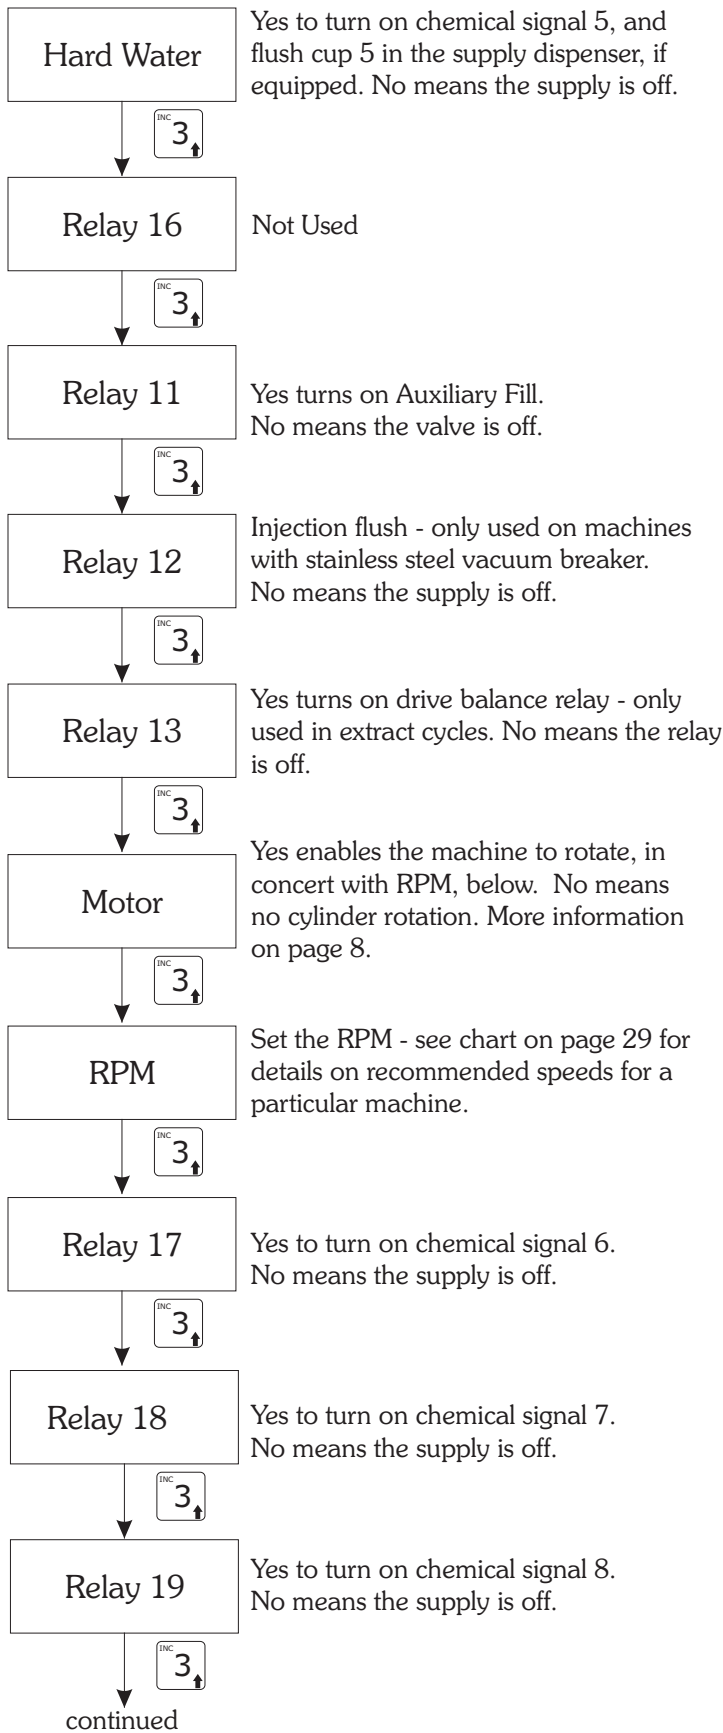 Hard Water
Yes to turn on chemical signal 5, and
flush cup 5 in the supply dispenser, if
equipped. No means the supply is off.
INC
3
Relay 16
Not Used
INC
3
Relay 11
Yes turns on Auxiliary Fill.
No means the valve is off.
INC
3
Relay 12
Injection flush - only used on machines
with stainless steel vacuum breaker.
No means the supply is off.
INC
3
Relay 13
Yes turns on drive balance relay - only
used in extract cycles. No means the relay
is off.
INC
3
Motor
Yes enables the machine to rotate, in
concert with RPM, below. No means
no cylinder rotation. More information
on page 8.
INC
3
RPM
Set the RPM - see chart on page 29 for
details on recommended speeds for a
particular machine.
INC
3
Relay 17
Yes to turn on chemical signal 6.
No means the supply is off.
INC
3
Relay 18
Yes to turn on chemical signal 7.
No means the supply is off.
INC
3
Relay 19
Yes to turn on chemical signal 8.
No means the supply is off.
INC
3
continued